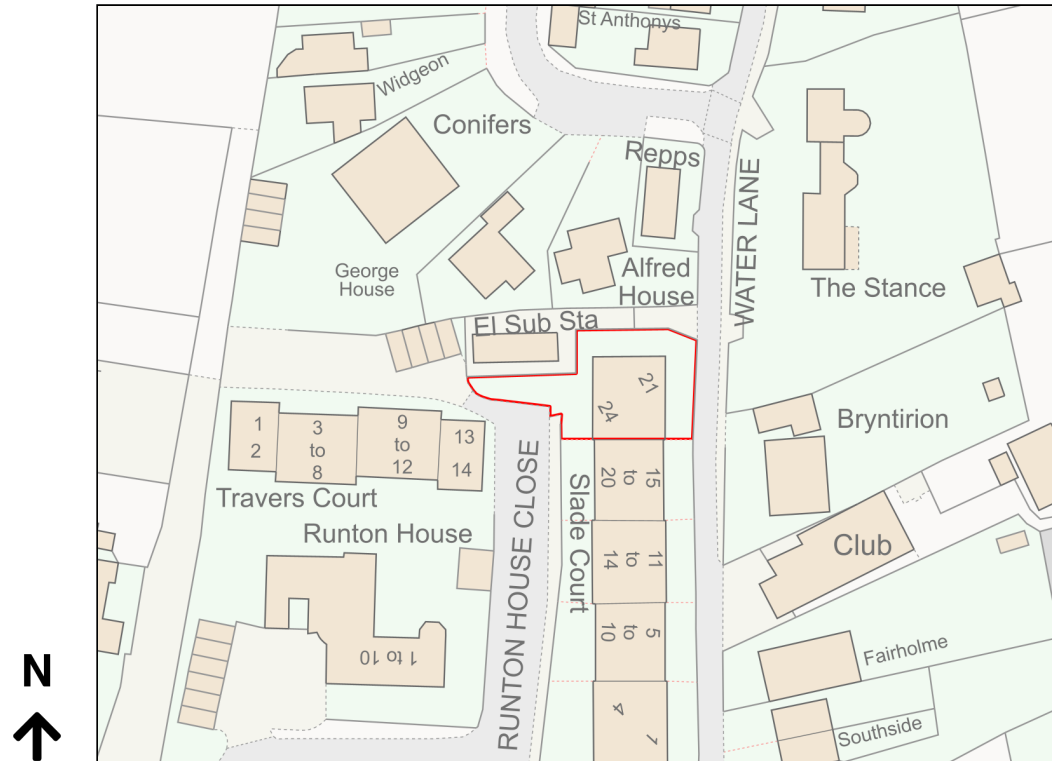 St Anthonys
Widgeon
Conifers
Repps
WATER LANE
George
House
Alfred
House
The Stance
El Sub Sta
21
24
1
2
3
to
8
9
to
12
13
14
Travers Court
Runton House
RUNTON HOUSE CLOSE
Slade Court
15
to
20
11
to
14
5
to
10
4
1
1 to 10
Bryntirion
Club
Fairholme
Southside
N